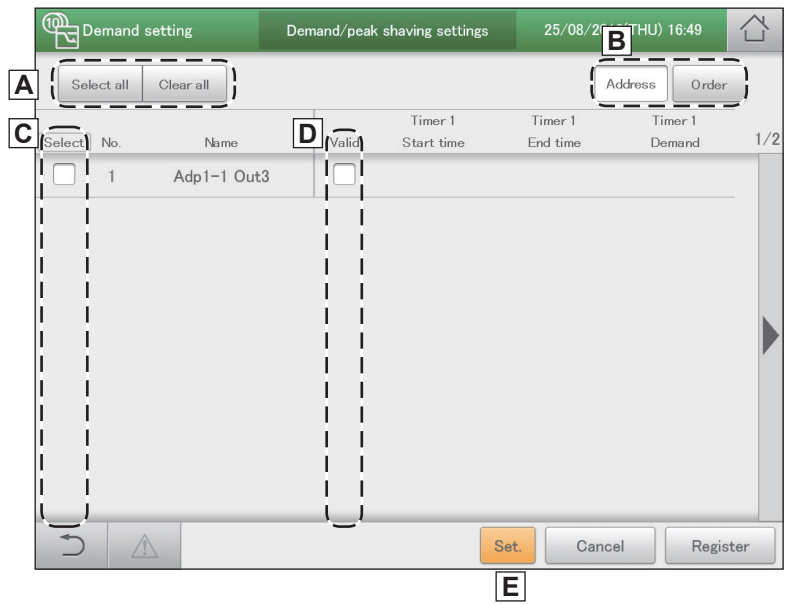 10 Demand setting Demand/peak shaving settings 25/08/2 (THU) 16:49
B
A Select all Clear all Address Order
C Select No. Name D Valid Timer 1 Start time Timer 1 End time Timer 1 Demand 1/2
1 Adp1-1 Out3
Set. Cancel Register
E